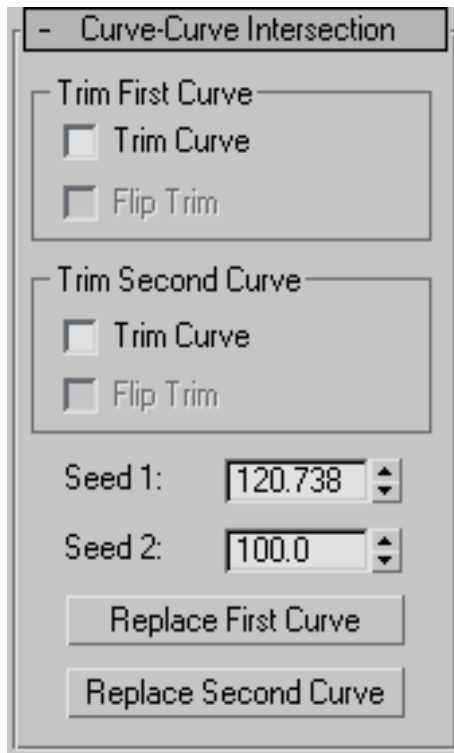 - Curve-Curve Intersection
Trim First Curve
Trim Curve
Flip Trim
Trim Second Curve
Trim Curve
Flip Trim
Seed 1: 120.738
Seed 2: 100.0
Replace First Curve
Replace Second Curve